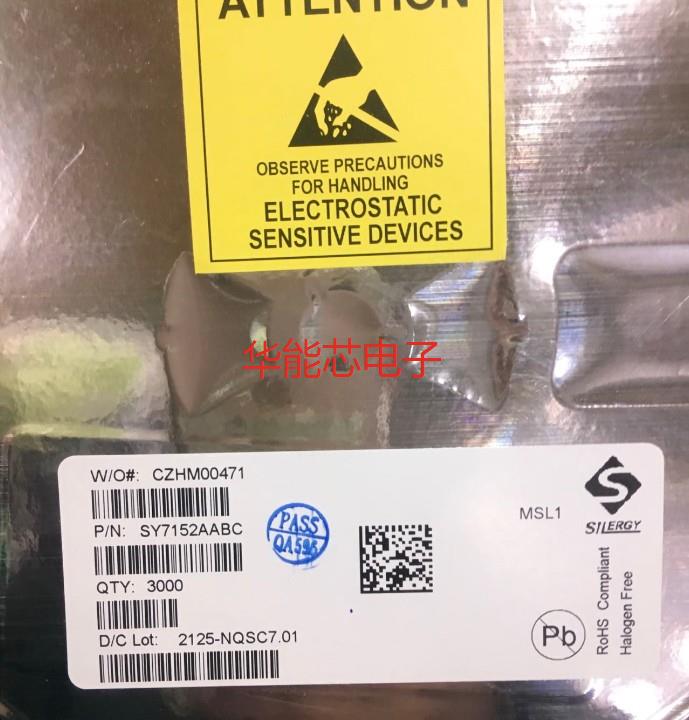 ATTENTION
OBSERVE PRECAUTIONS
FOR HANDLING
ELECTROSTATIC
SENSITIVE DEVICES
华能芯电子
W/O#: CZHM00471
P/N: SY7152AABC
QTY: 3000
D/C Lot: 2125-NQSC7.01
PASS
QA595
MSL1
SILERGY
Pb
RoHS Compliant
Halogen Free